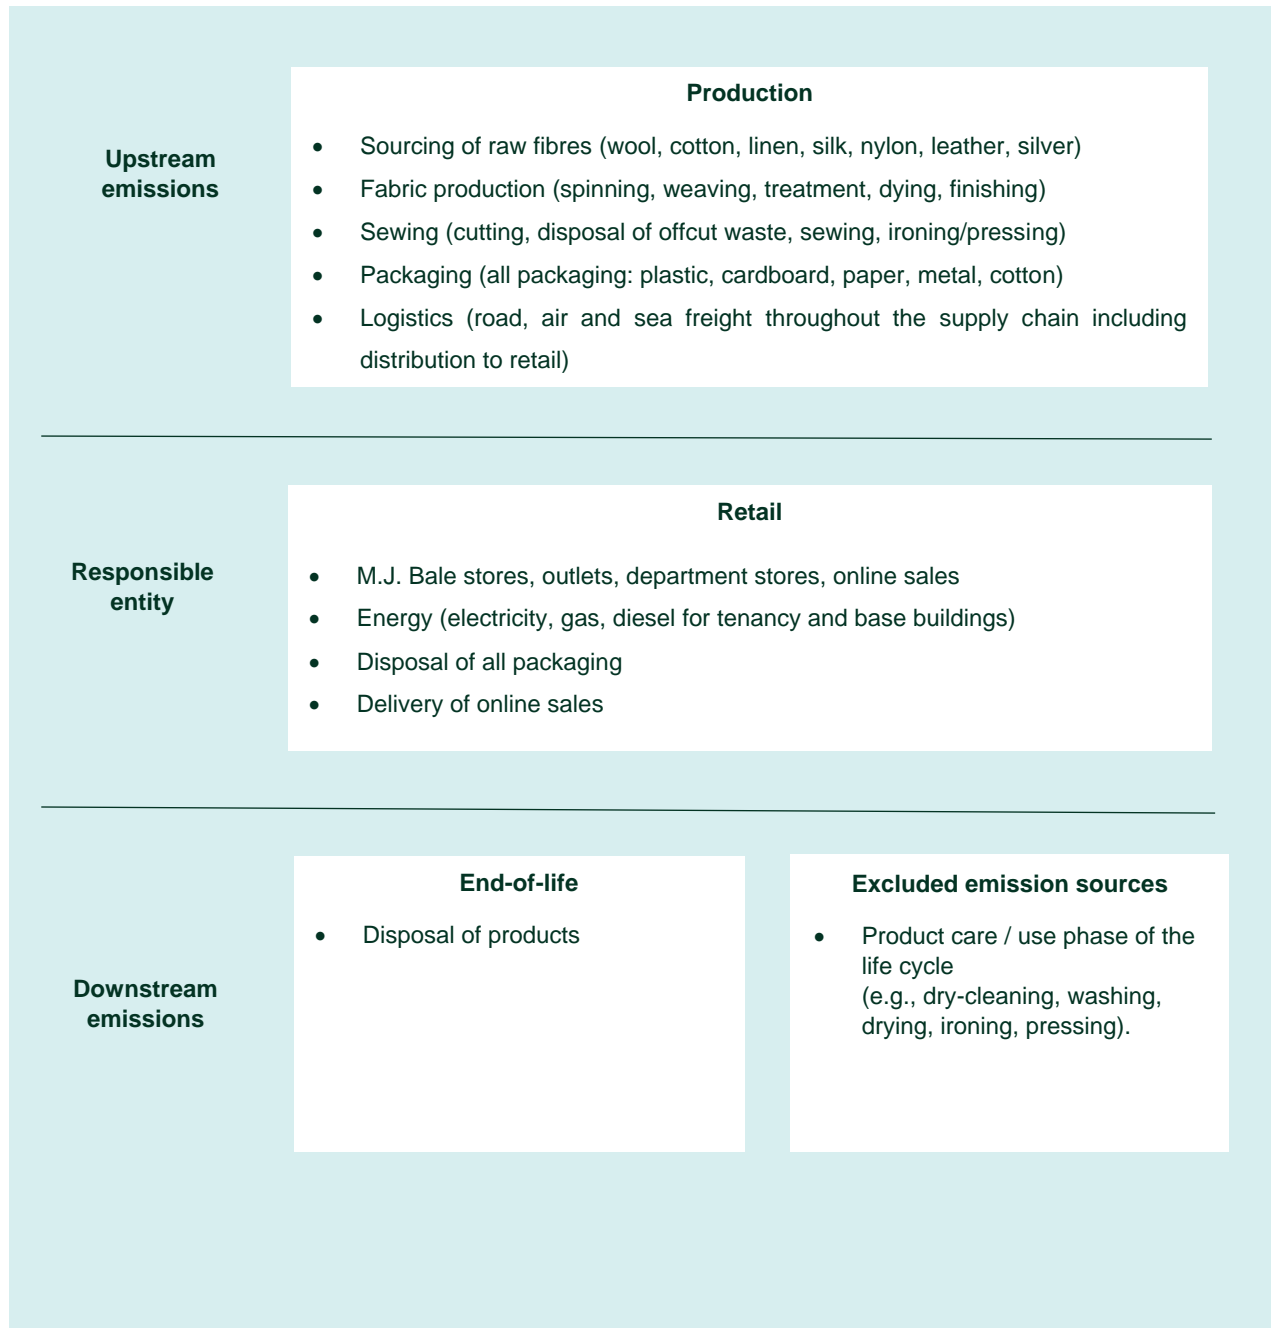 Production
Upstream
emissions
• Sourcing of raw fibres (wool, cotton, linen, silk, nylon, leather, silver)
• Fabric production (spinning, weaving, treatment, dying, finishing)
• Sewing (cutting, disposal of offcut waste, sewing, ironing/pressing)
• Packaging (all packaging: plastic, cardboard, paper, metal, cotton)
• Logistics (road, air and sea freight throughout the supply chain including
distribution to retail)
Retail
Responsible
entity
• M.J. Bale stores, outlets, department stores, online sales
• Energy (electricity, gas, diesel for tenancy and base buildings)
• Disposal of all packaging
• Delivery of online sales
Downstream
emissions
End-of-life
• Disposal of products
Excluded emission sources
• Product care / use phase of the
life cycle
(e.g., dry-cleaning, washing,
drying, ironing, pressing).